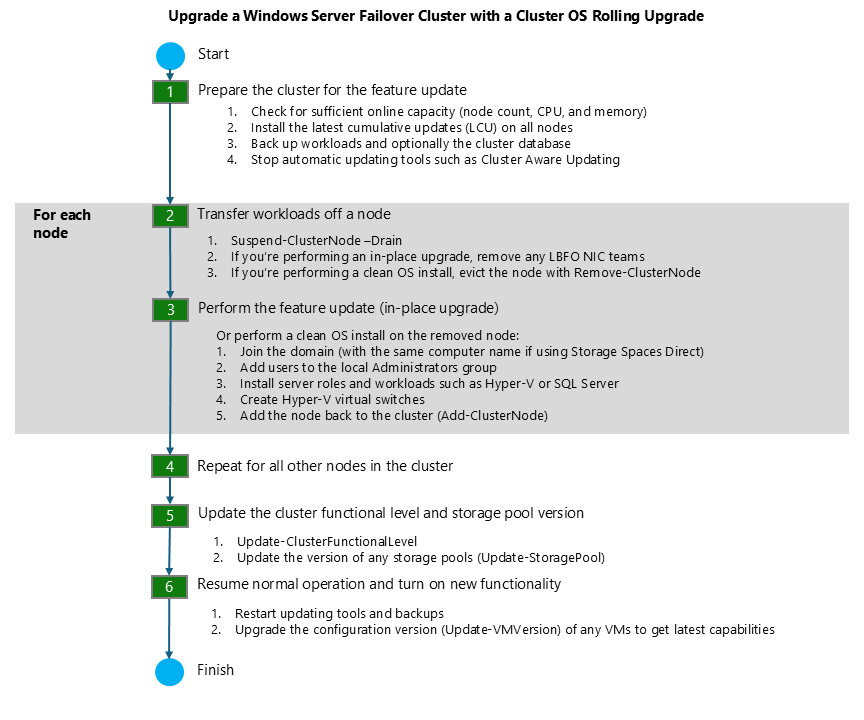 Upgrade a Windows Server Failover Cluster with a Cluster OS Rolling Upgrade
Start
1 Prepare the cluster for the feature update
1. Check for sufficient online capacity (node count, CPU, and memory)
2. Install the latest cumulative updates (LCU) on all nodes
3. Back up workloads and optionally the cluster database
4. Stop automatic updating tools such as Cluster Aware Updating
For each
node
2 Transfer workloads off a node
1. Suspend-ClusterNode –Drain
2. If you're performing an in-place upgrade, remove any LBFO NIC teams
3. If you're performing a clean OS install, evict the node with Remove-ClusterNode
3 Perform the feature update (in-place upgrade)
Or perform a clean OS install on the removed node:
1. Join the domain (with the same computer name if using Storage Spaces Direct)
2. Add users to the local Administrators group
3. Install server roles and workloads such as Hyper-V or SQL Server
4. Create Hyper-V virtual switches
5. Add the node back to the cluster (Add-ClusterNode)
4 Repeat for all other nodes in the cluster
5 Update the cluster functional level and storage pool version
1. Update-ClusterFunctionalLevel
2. Update the version of any storage pools (Update-StoragePool)
6 Resume normal operation and turn on new functionality
1. Restart updating tools and backups
2. Upgrade the configuration version (Update-VMVersion) of any VMs to get latest capabilities
Finish